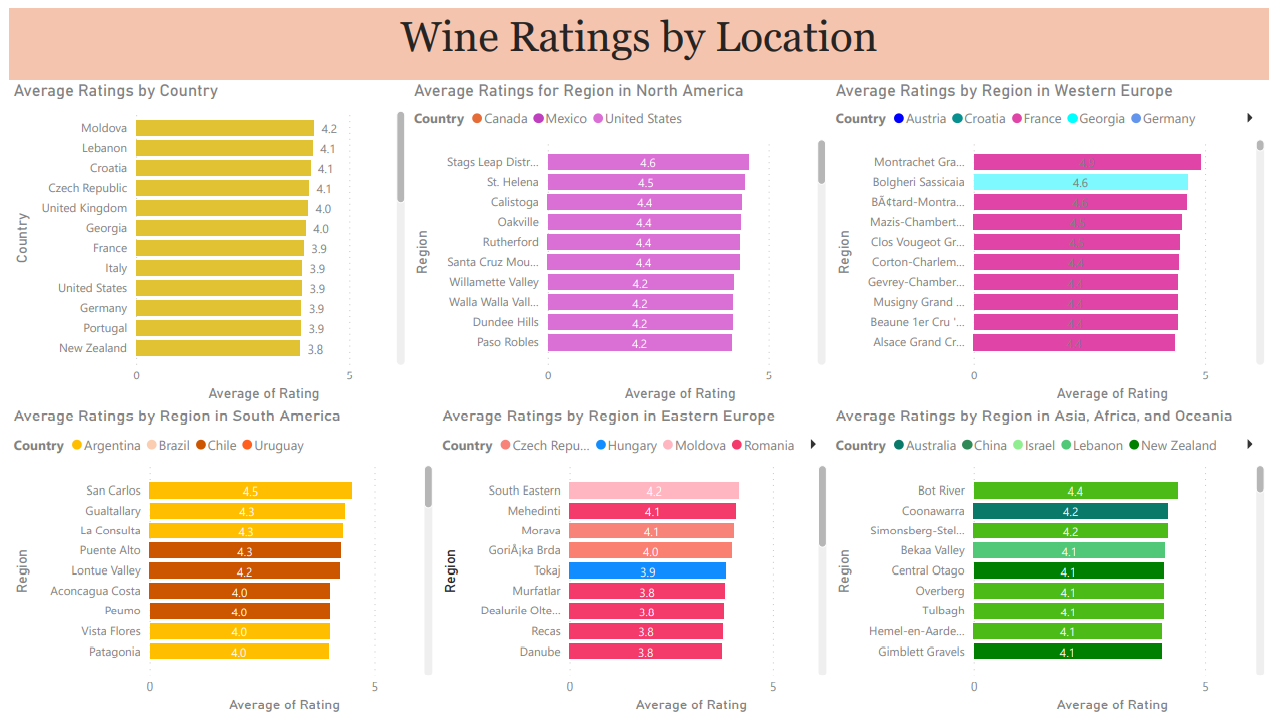 Wine Ratings by Location
Average Ratings by Country
Country
Moldova 4.2
Lebanon 4.1
Croatia 4.1
Czech Republic 4.1
United Kingdom 4.0
Georgia 4.0
France 3.9
Italy 3.9
United States 3.9
Germany 3.9
Portugal 3.9
New Zealand 3.8
0 5
Average of Rating
Average Ratings for Region in North America
Country Canada Mexico United States
Region
Stags Leap Distr... 4.6
St. Helena 4.5
Calistoga 4.4
Oakville 4.4
Rutherford 4.4
Santa Cruz Mou... 4.4
Willamette Valley 4.2
Walla Walla Vall... 4.2
Dundee Hills 4.2
Paso Robles 4.2
0 5
Average of Rating
Average Ratings by Region in Western Europe
Country Austria Croatia France Georgia Germany
Region
Montrachet Gra...
Bolgheri Sassicaia 4.6
BÃ¢tard-Montra...
Mazis-Chambert...
Clos Vougeot Gr...
Corton-Charlem...
Gevrey-Chamber...
Musigny Grand ...
Beaune 1er Cru '...
Alsace Grand Cr...
0 5
Average of Rating
Average Ratings by Region in South America
Country Argentina Brazil Chile Uruguay
Region
San Carlos 4.5
Gualtallary 4.3
La Consulta 4.3
Puente Alto 4.3
Lontue Valley 4.2
Aconcagua Costa 4.0
Peumo 4.0
Vista Flores 4.0
Patagonia 4.0
0 5
Average of Rating
Average Ratings by Region in Eastern Europe
Country Czech Repu... Hungary Moldova Romania
Region
South Eastern 4.2
Mehedinti 4.1
Morava 4.1
GoriÅ¡ka Brda 4.0
Tokaj 3.9
Murfatlar 3.8
Dealurile Olte...
Recas 3.8
Danube 3.8
0 5
Average of Rating
Average Ratings by Region in Asia, Africa, and Oceania
Country Australia China Israel Lebanon New Zealand
Region
Bot River 4.4
Coonawarra 4.2
Simonsberg-Stel... 4.2
Bekaa Valley 4.1
Central Otago 4.1
Overberg 4.1
Tulbagh 4.1
Hemel-en-Aarde... 4.1
Gimblett Gravels 4.1
0 5
Average of Rating